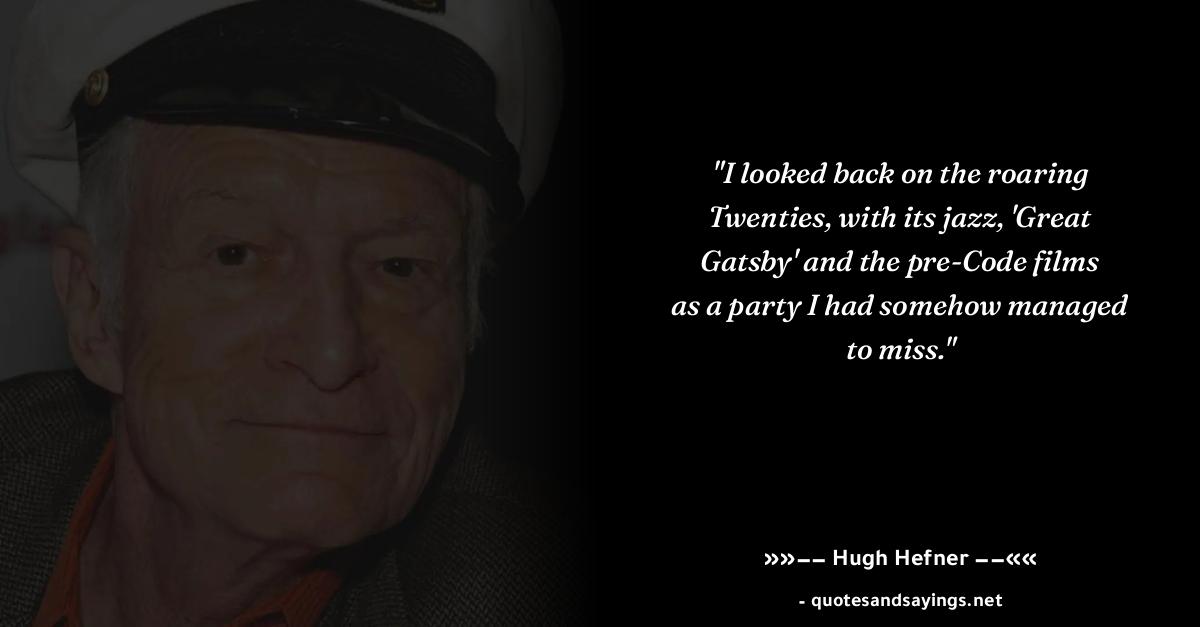 "I looked back on the roaring
Twenties, with its jazz, 'Great
Gatsby' and the pre-Code films
as a party I had somehow managed
to miss."
»»−− Hugh Hefner −−««
- quotesandsayings.net